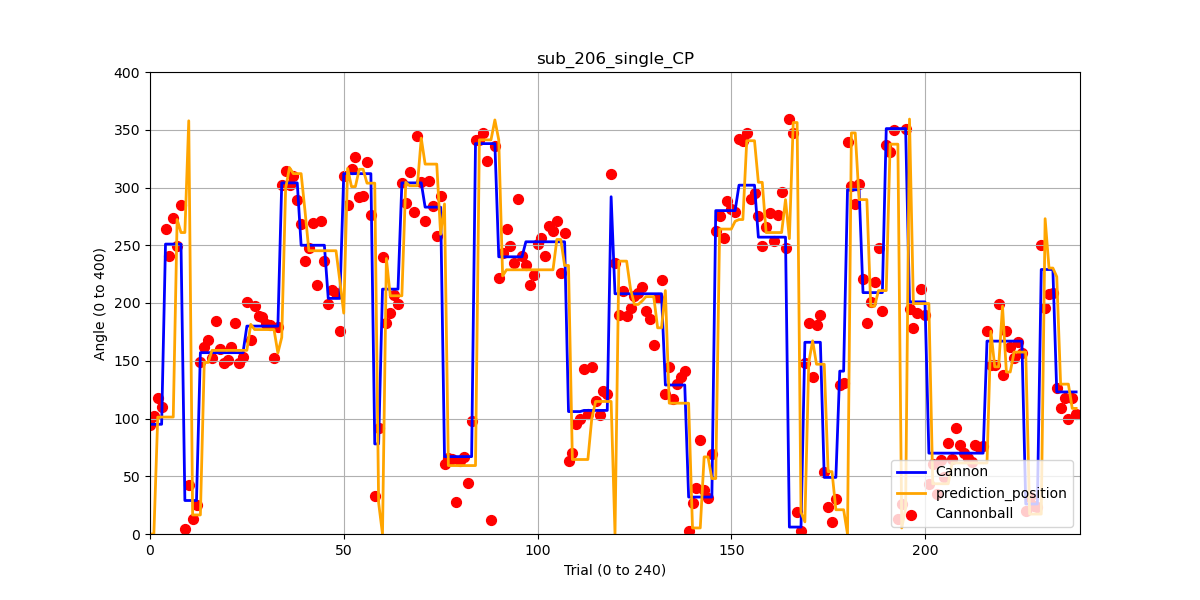 sub_206_single_CP
Angle (0 to 400)
400
350
300
250
200
150
100
50
0
0 50 100 150 200
Trial (0 to 240)
Cannon
prediction_position
Cannonball